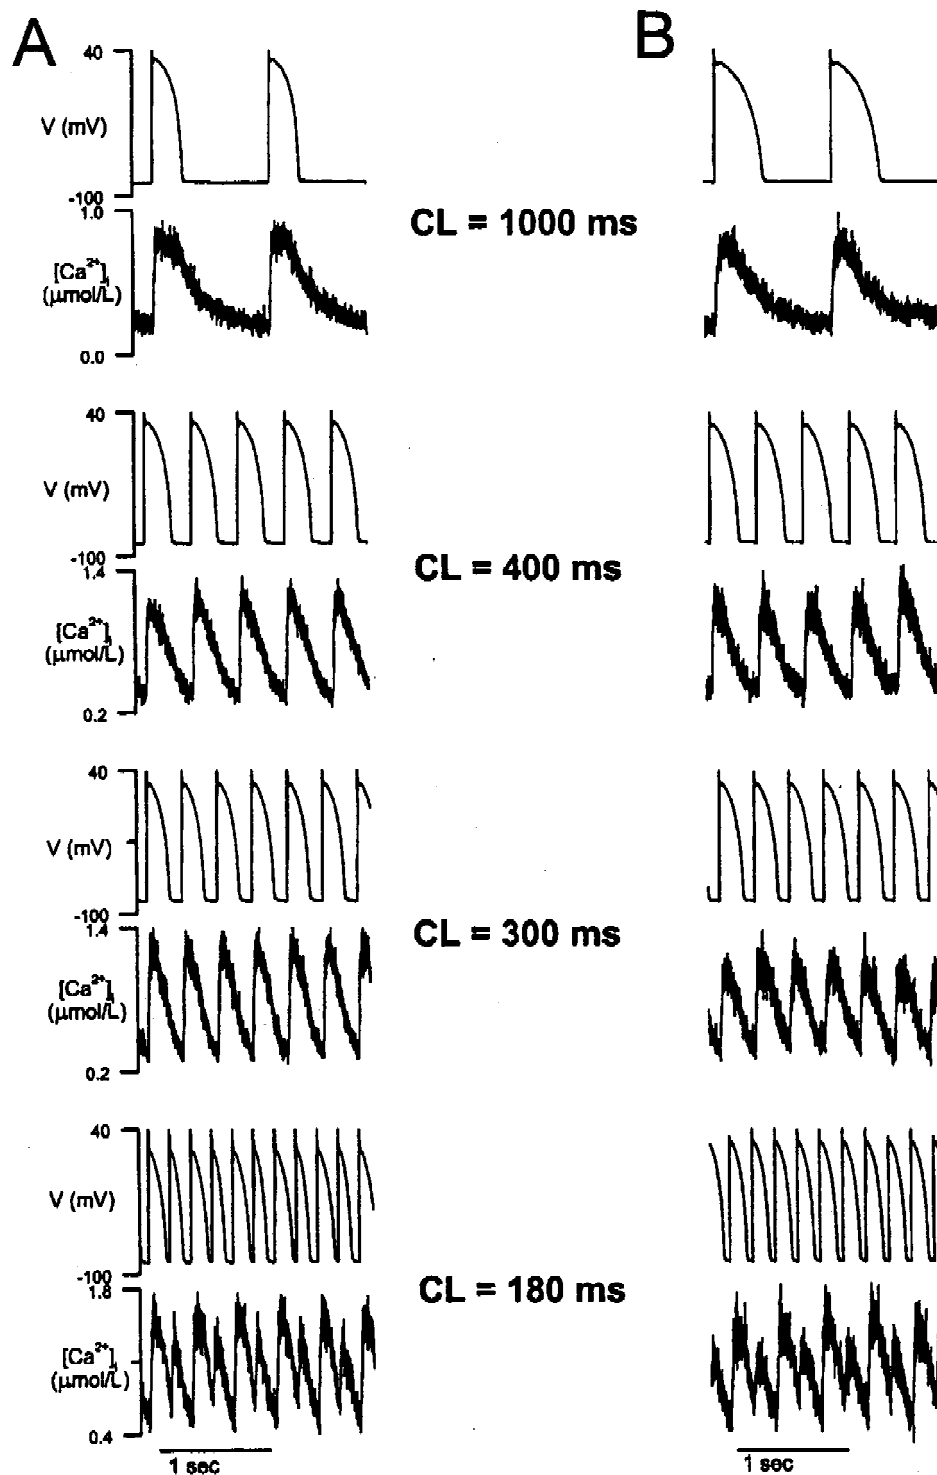 A
B
40
V (mV)
-100
1.0
CL = 1000 ms
[Ca²⁺]i
(μmol/L)
0.0
40
V (mV)
-100
1.4
CL = 400 ms
[Ca²⁺]i
(μmol/L)
0.2
40
V (mV)
-100
1.4
CL = 300 ms
[Ca²⁺]i
(μmol/L)
0.2
40
V (mV)
-100
1.8
CL = 180 ms
[Ca²⁺]i
(μmol/L)
0.4
1 sec
1 sec